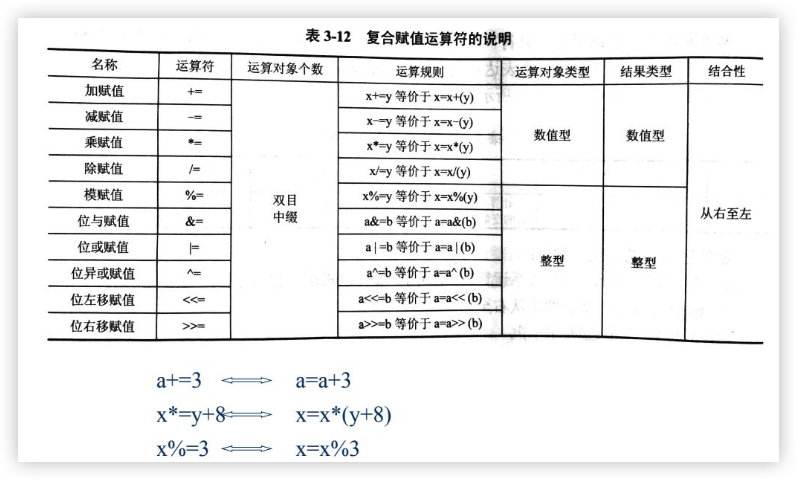 表 3-12 复合赋值运算符的说明
名称 运算符 运算对象个数 运算规则 运算对象类型 结果类型 结合性
加赋值 += x+=y 等价于 x=x+(y)
减赋值 -= x-=y 等价于 x=x-(y)
乘赋值 *= x*=y 等价于 x=x*(y) 数值型 数值型
除赋值 /= x/=y 等价于 x=x/(y)
模赋值 %= 双目 x%=y 等价于 x=x%(y)
位与赋值 &= 中缀 a&=b 等价于 a=a&(b) 从右至左
位或赋值 |= a|=b 等价于 a=a|(b)
位异或赋值 ^= a^=b 等价于 a=a^(b) 整型 整型
位左移赋值 <<= a<<=b 等价于 a=a<<(b)
位右移赋值 >>= a>>=b 等价于 a=a>>(b)
a+=3 ⟺ a=a+3
x*=y+8 ⟺ x=x*(y+8)
x%=3 ⟺ x=x%3